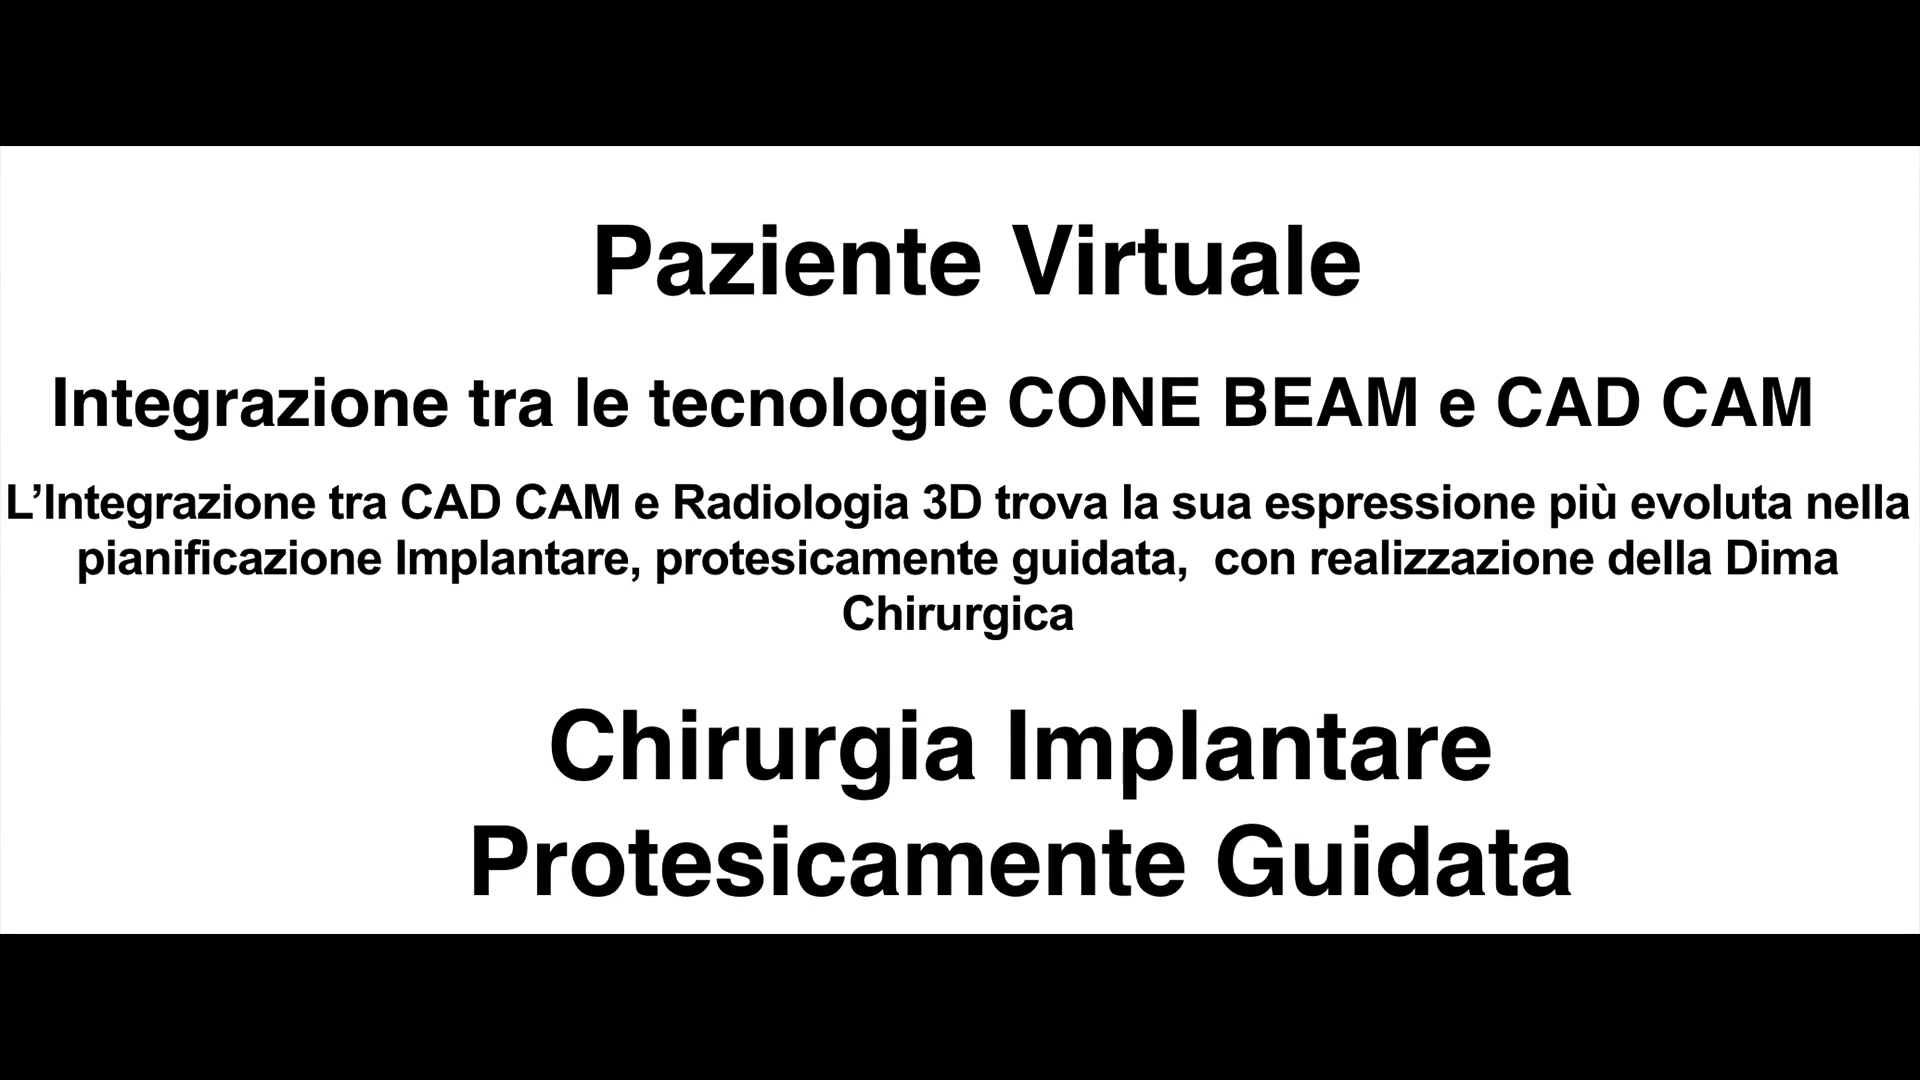 Paziente Virtuale
Integrazione tra le tecnologie CONE BEAM e CAD CAM
L’Integrazione tra CAD CAM e Radiologia 3D trova la sua espressione più evoluta nella
pianificazione Implantare, protesicamente guidata,  con realizzazione della Dima
Chirurgica
Chirurgia Implantare
Protesicamente Guidata